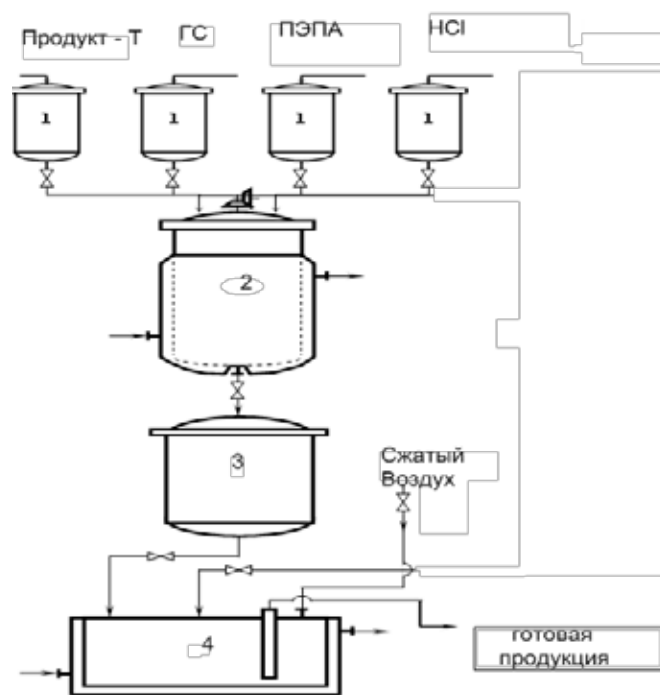 Продукт - Т
ГС
ПЭПА
HCl
1
1
1
1
2
3
Сжатый
Воздух
4
готовая
продукция